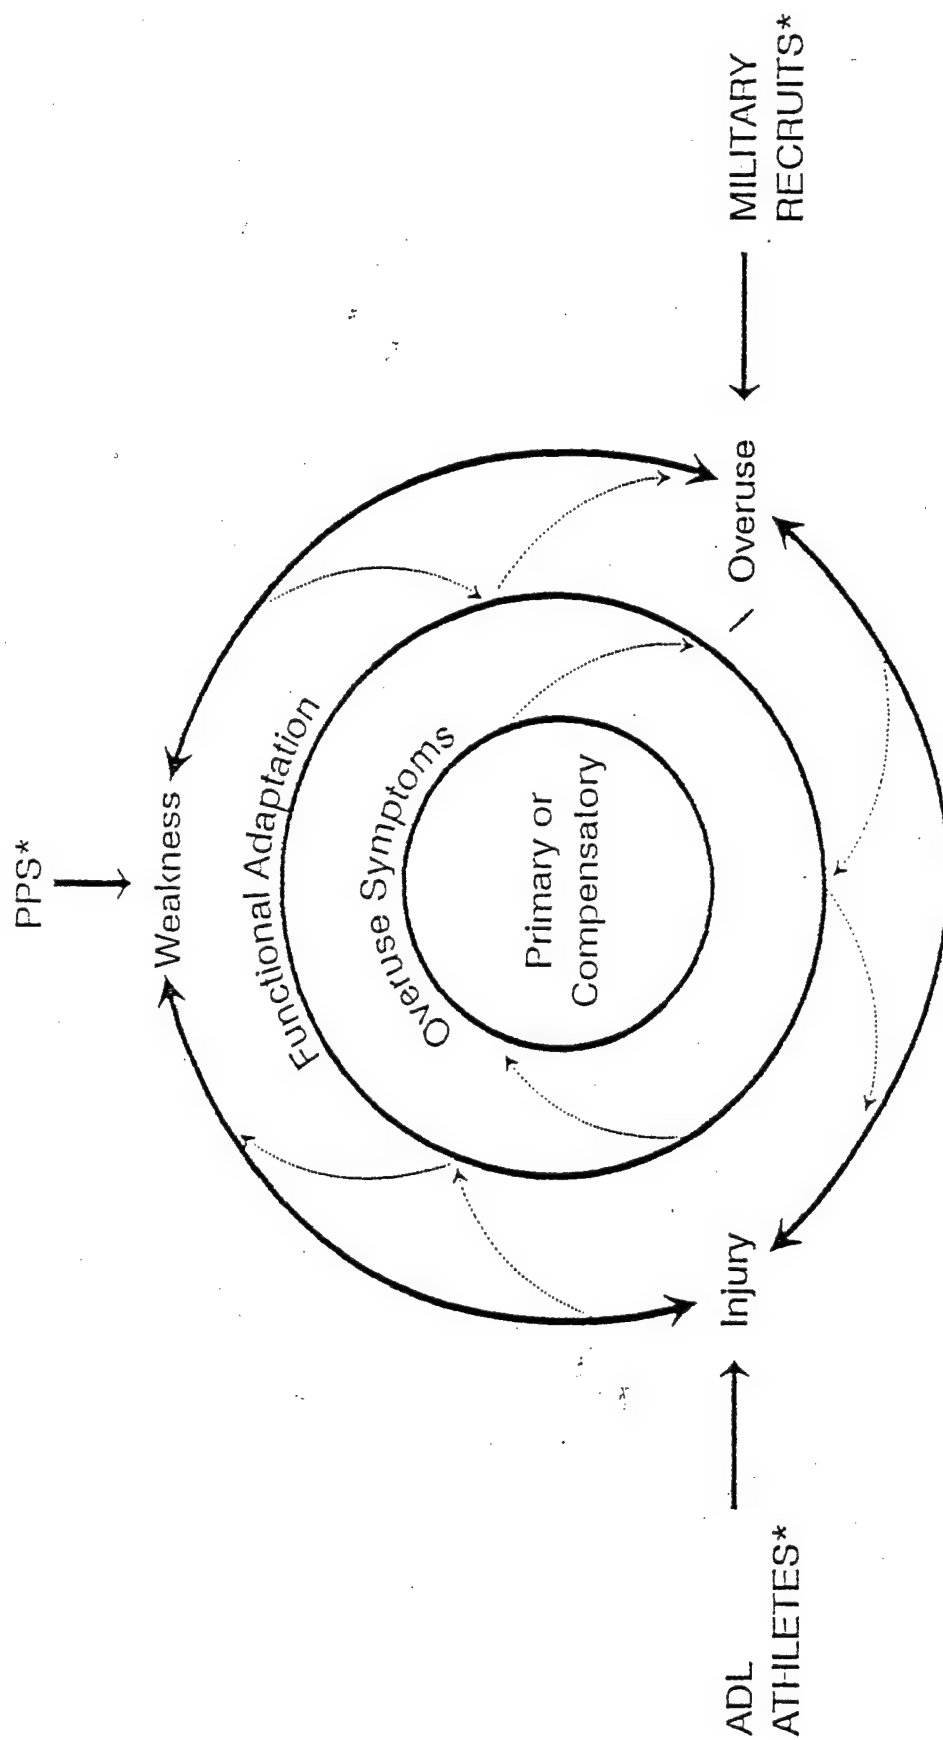 PPS*
Weakness
Functional Adaptation
Overuse Symptoms
Primary or
Compensatory
Injury
Overuse
ADL
ATHLETES*
MILITARY
RECRUITS*